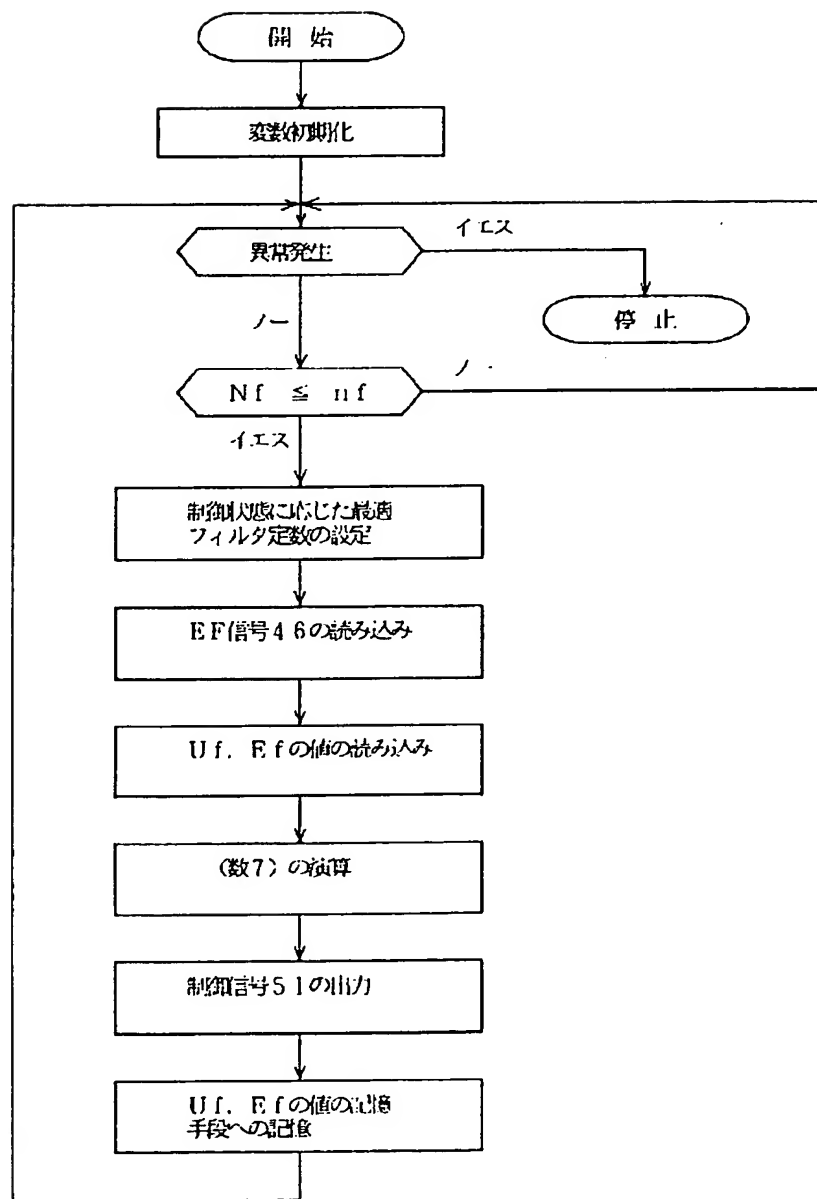 開 始
変数初期化
異常発生
イエス
停 止
ノー
Nf ≦ nf
イエス
制御状態に応じた最適
フィルタ定数の設定
EF信号46の読み込み
Uf, Efの値の読み込み
(数7)の演算
制御信号51の出力
Uf, Efの値の記憶
手段への記憶